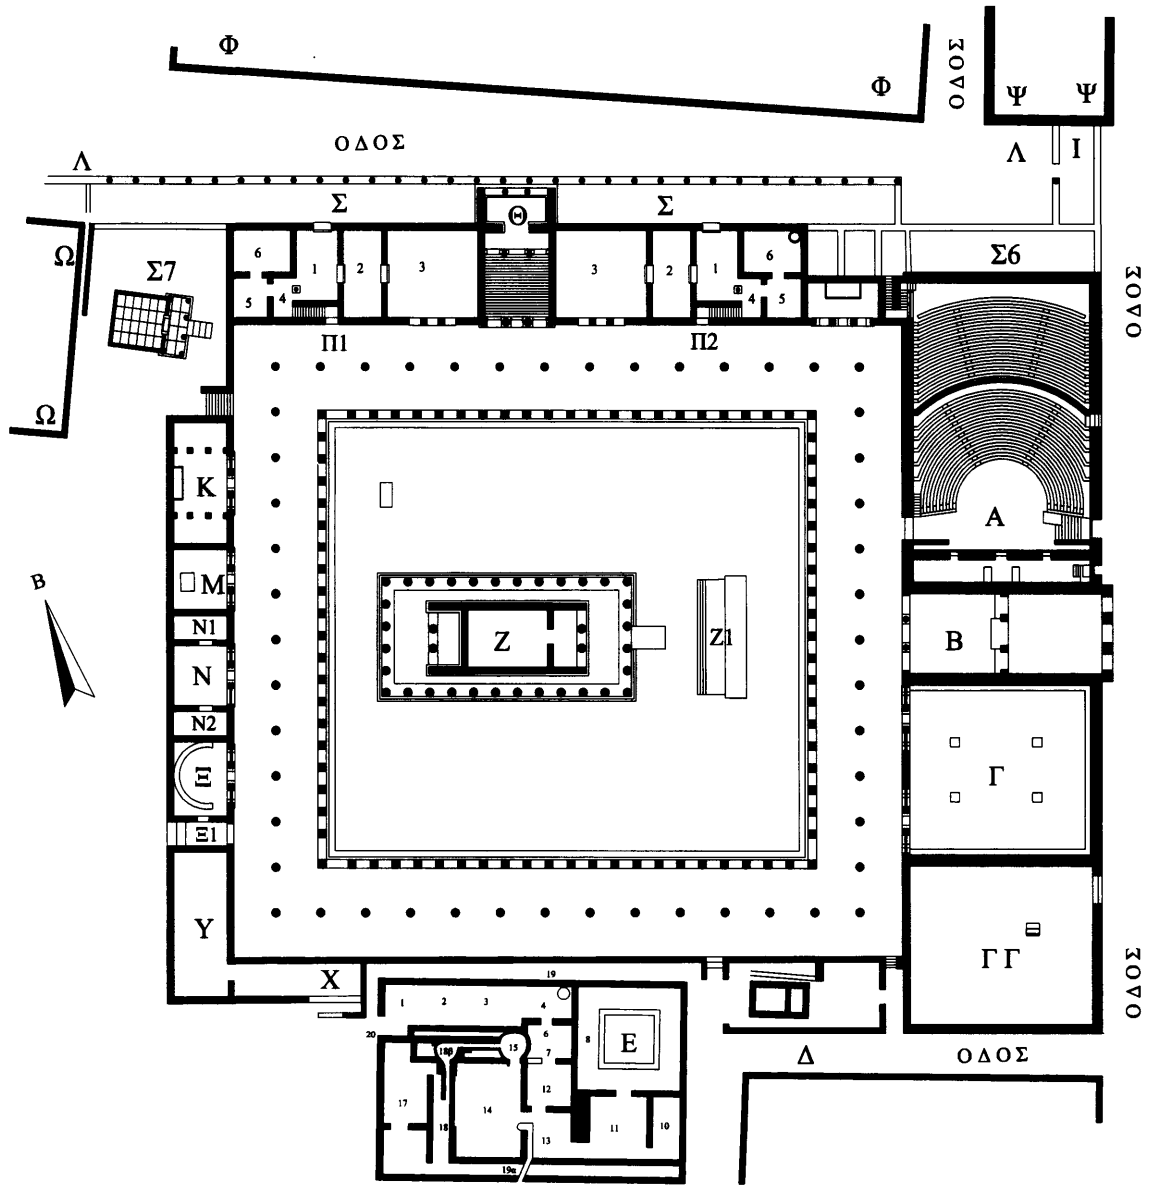 Φ
ΟΔΟΣ
Ψ Ψ
Φ
ΟΔΟΣ
Λ Ι
Λ
Σ Θ Σ
Ω Σ7 6 1 2 3 3 2 1 6 Σ6
5 4 4 5
ΟΔΟΣ
Π1 Π2
Ω
Κ
Α
Β
Μ
Ν1
Ζ Ζ1 Β
Ν
Ν2
Ξ Γ
Ξ1
Υ
ΓΓ
Χ 19
ΟΔΟΣ
1 2 3 4
20 6 8 Ε
18β 15 7
Δ ΟΔΟΣ
12
17 14
18 13 11 10
19α